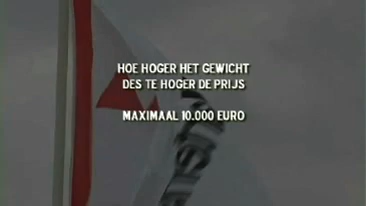 HOE HOGER HET GEWICHT
DES TE HOGER DE PRIJS
MAXIMAAL 10.000 EURO